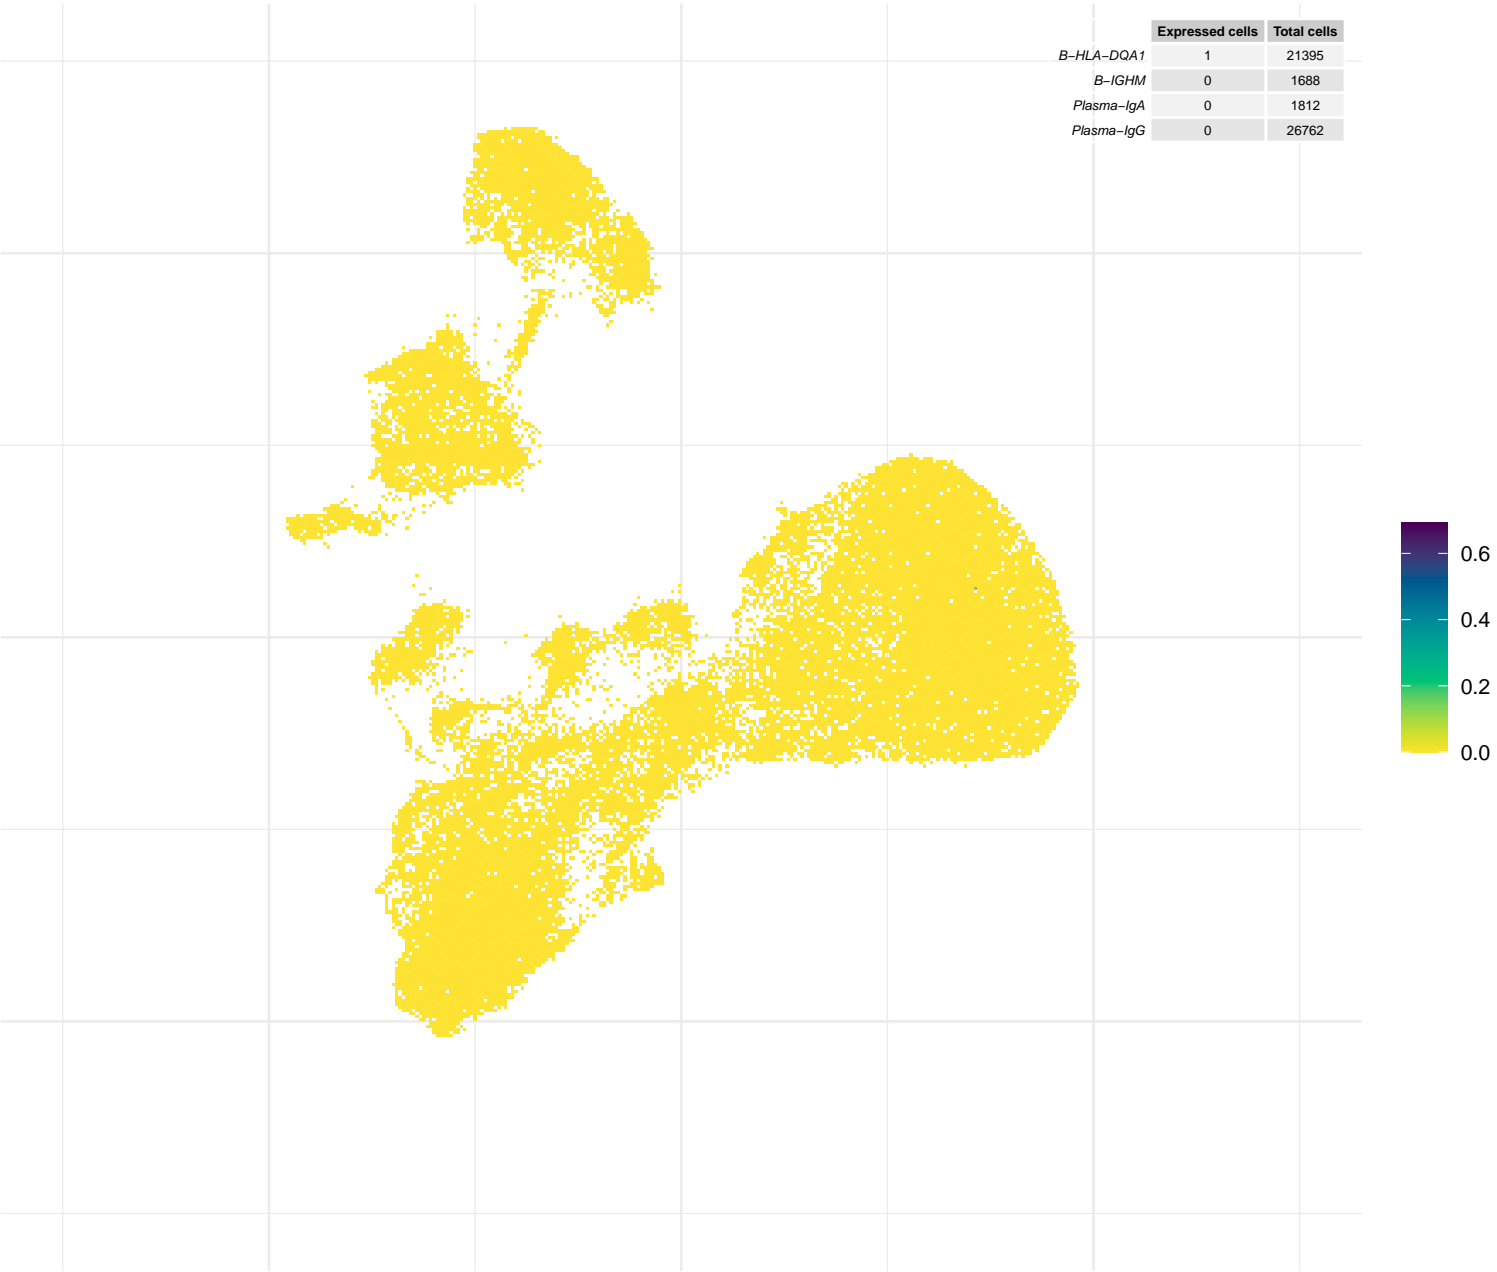 Expressed cells Total cells
B−HLA−DQA1 1 21395
B−IGHM 0 1688
Plasma−IgA 0 1812
Plasma−IgG 0 26762
0.6
0.4
0.2
0.0